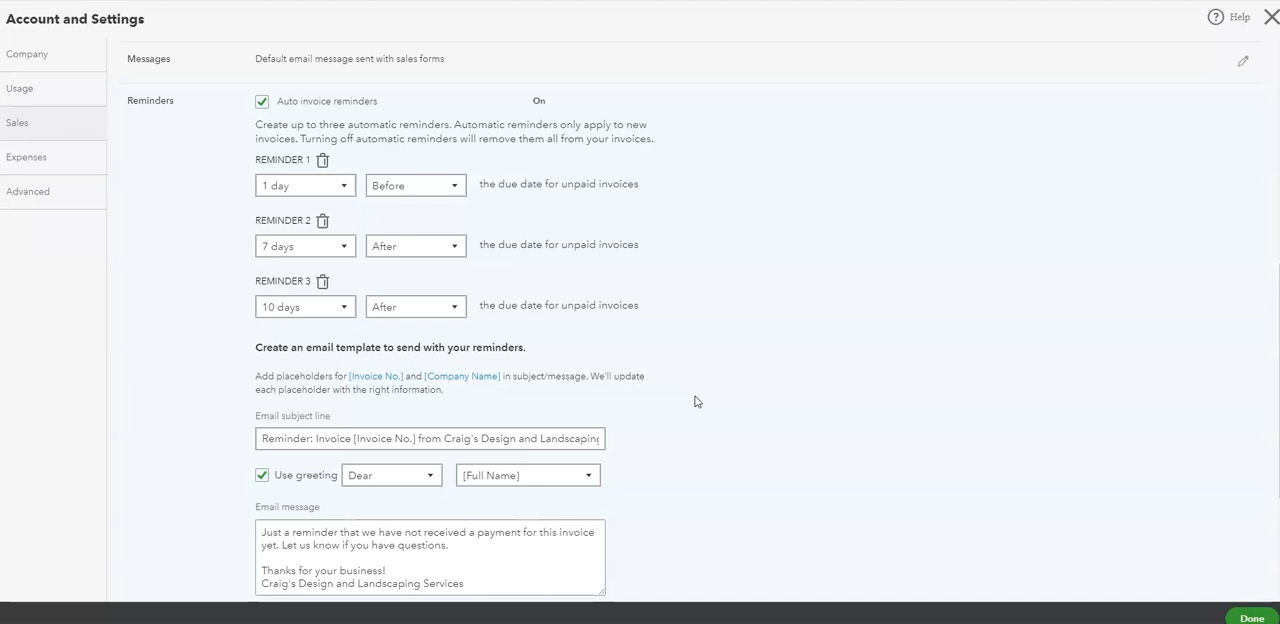 Account and Settings
? Help
Company
Usage
Sales
Expenses
Advanced
Messages Default email message sent with sales forms
Reminders Auto invoice reminders On
Create up to three automatic reminders. Automatic reminders only apply to new
invoices. Turning off automatic reminders will remove them all from your invoices.
REMINDER 1
1 day Before the due date for unpaid invoices
REMINDER 2
7 days After the due date for unpaid invoices
REMINDER 3
10 days After the due date for unpaid invoices
Create an email template to send with your reminders.
Add placeholders for [Invoice No.] and [Company Name] in subject/message. We'll update
each placeholder with the right information.
Email subject line
Reminder: Invoice [Invoice No.] from Craig's Design and Landscaping
Use greeting Dear [Full Name]
Email message
Just a reminder that we have not received a payment for this invoice
yet. Let us know if you have questions.
Thanks for your business!
Craig's Design and Landscaping Services
Done